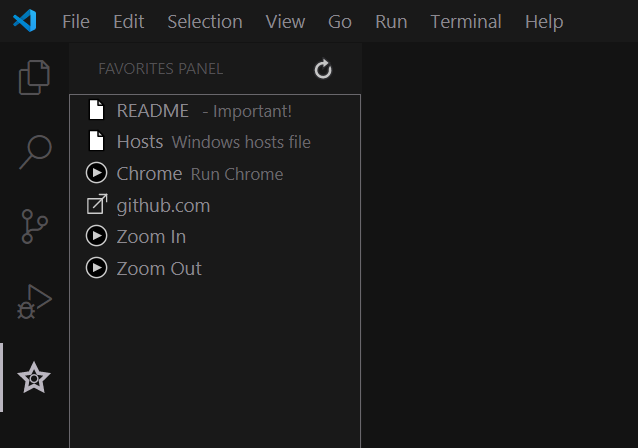 File Edit Selection View Go Run Terminal Help
FAVORITES PANEL
README - Important!
Hosts Windows hosts file
Chrome Run Chrome
github.com
Zoom In
Zoom Out